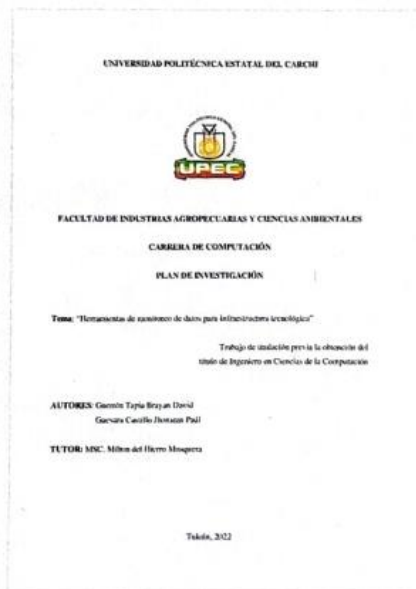 UNIVERSIDAD POLITÉCNICA ESTATAL DEL CARCHI
UPEC
FACULTAD DE INDUSTRIAS AGROPECUARIAS Y CIENCIAS AMBIENTALES
CARRERA DE COMPUTACIÓN
PLAN DE INVESTIGACIÓN
Tema: "Herramientas de monitoreo de datos para infraestructura tecnológica"
Trabajo de titulación previa la obtención del
título de Ingeniero en Ciencias de la Computación
AUTORES: Tapia Brayan David
Guevara Castillo Jhonatan Paúl
TUTOR: MSC. Milton del Hierro Mosquera
Tulcán, 2022